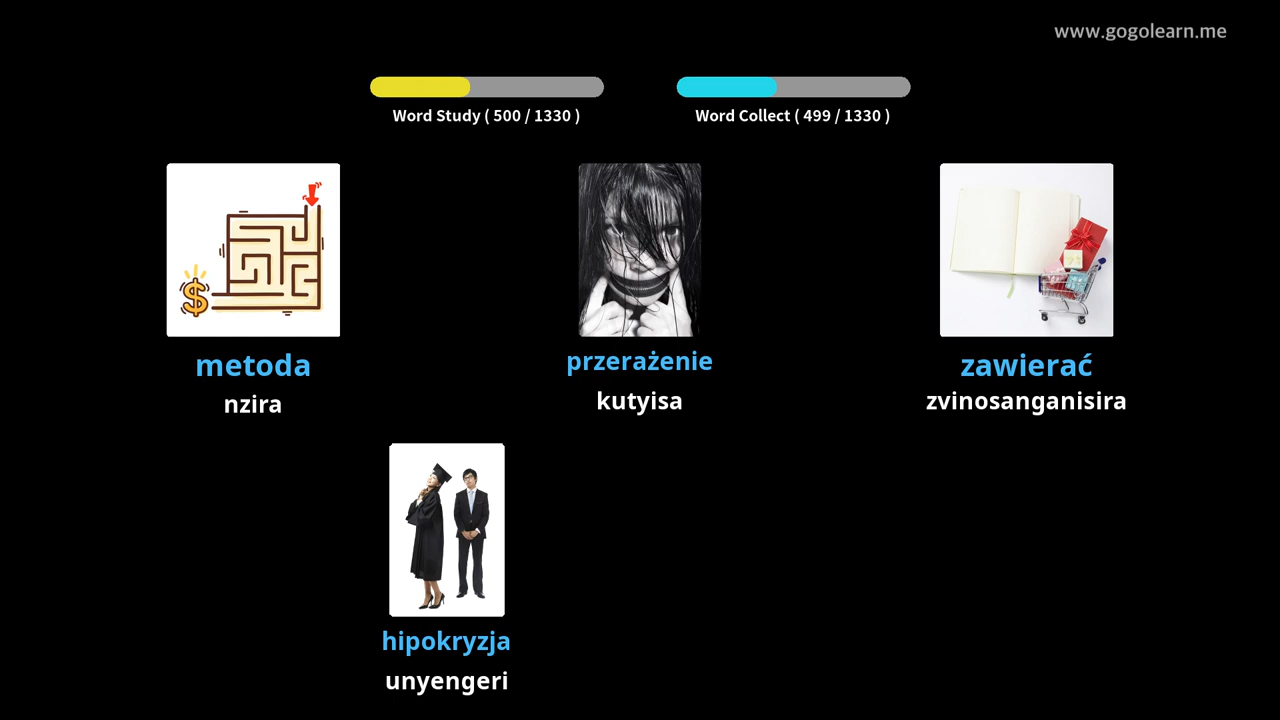 www.gogolearn.me
Word Study ( 500 / 1330 )
Word Collect ( 499 / 1330 )
metoda
nzira
przerażenie
kutyisa
zawierać
zvinosanganisira
hipokryzja
unyengeri